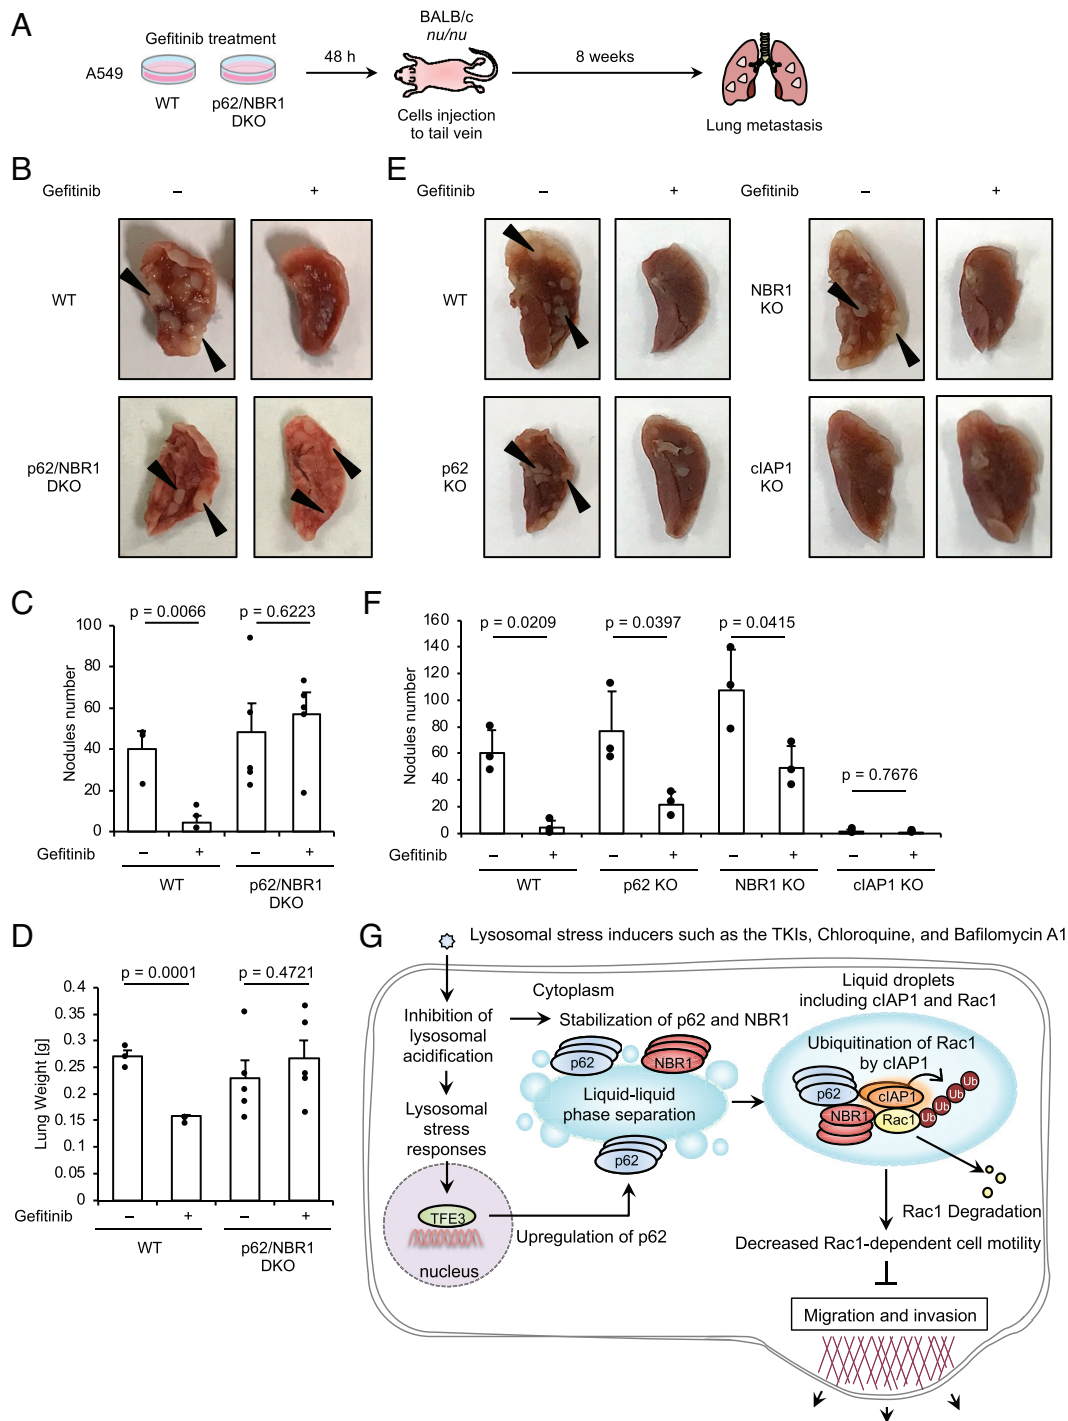 A
Gefitinib treatment
A549
WT
p62/NBR1
DKO
48 h
BALB/c
nu/nu
Cells injection
to tail vein
8 weeks
Lung metastasis
B
Gefitinib
–
+
WT
p62/NBR1
DKO
E
Gefitinib
–
+
Gefitinib
–
+
WT
NBR1
KO
p62
KO
cIAP1
KO
C
p = 0.0066
p = 0.6223
Nodules number
100
80
60
40
20
0
Gefitinib
–
+
–
+
WT
p62/NBR1
DKO
F
p = 0.0209
p = 0.0397
p = 0.0415
p = 0.7676
Nodules number
160
140
120
100
80
60
40
20
0
Gefitinib
–
+
–
+
–
+
–
+
WT
p62 KO
NBR1 KO
cIAP1 KO
D
p = 0.0001
p = 0.4721
Lung Weight [g]
0.4
0.35
0.3
0.25
0.2
0.15
0.1
0.05
0
Gefitinib
–
+
–
+
WT
p62/NBR1
DKO
G
Lysosomal stress inducers such as the TKIs, Chloroquine, and Bafilomycin A1
Cytoplasm
Inhibition of
lysosomal
acidification
Stabilization of p62 and NBR1
p62
NBR1
Liquid-liquid
phase separation
p62
Lysosomal
stress
responses
TFE3
nucleus
Upregulation of p62
Liquid droplets
including cIAP1 and Rac1
Ubiquitination of Rac1
by cIAP1
p62
cIAP1
NBR1
Rac1
Ub
Ub
Ub
Ub
Rac1 Degradation
Decreased Rac1-dependent cell motility
Migration and invasion